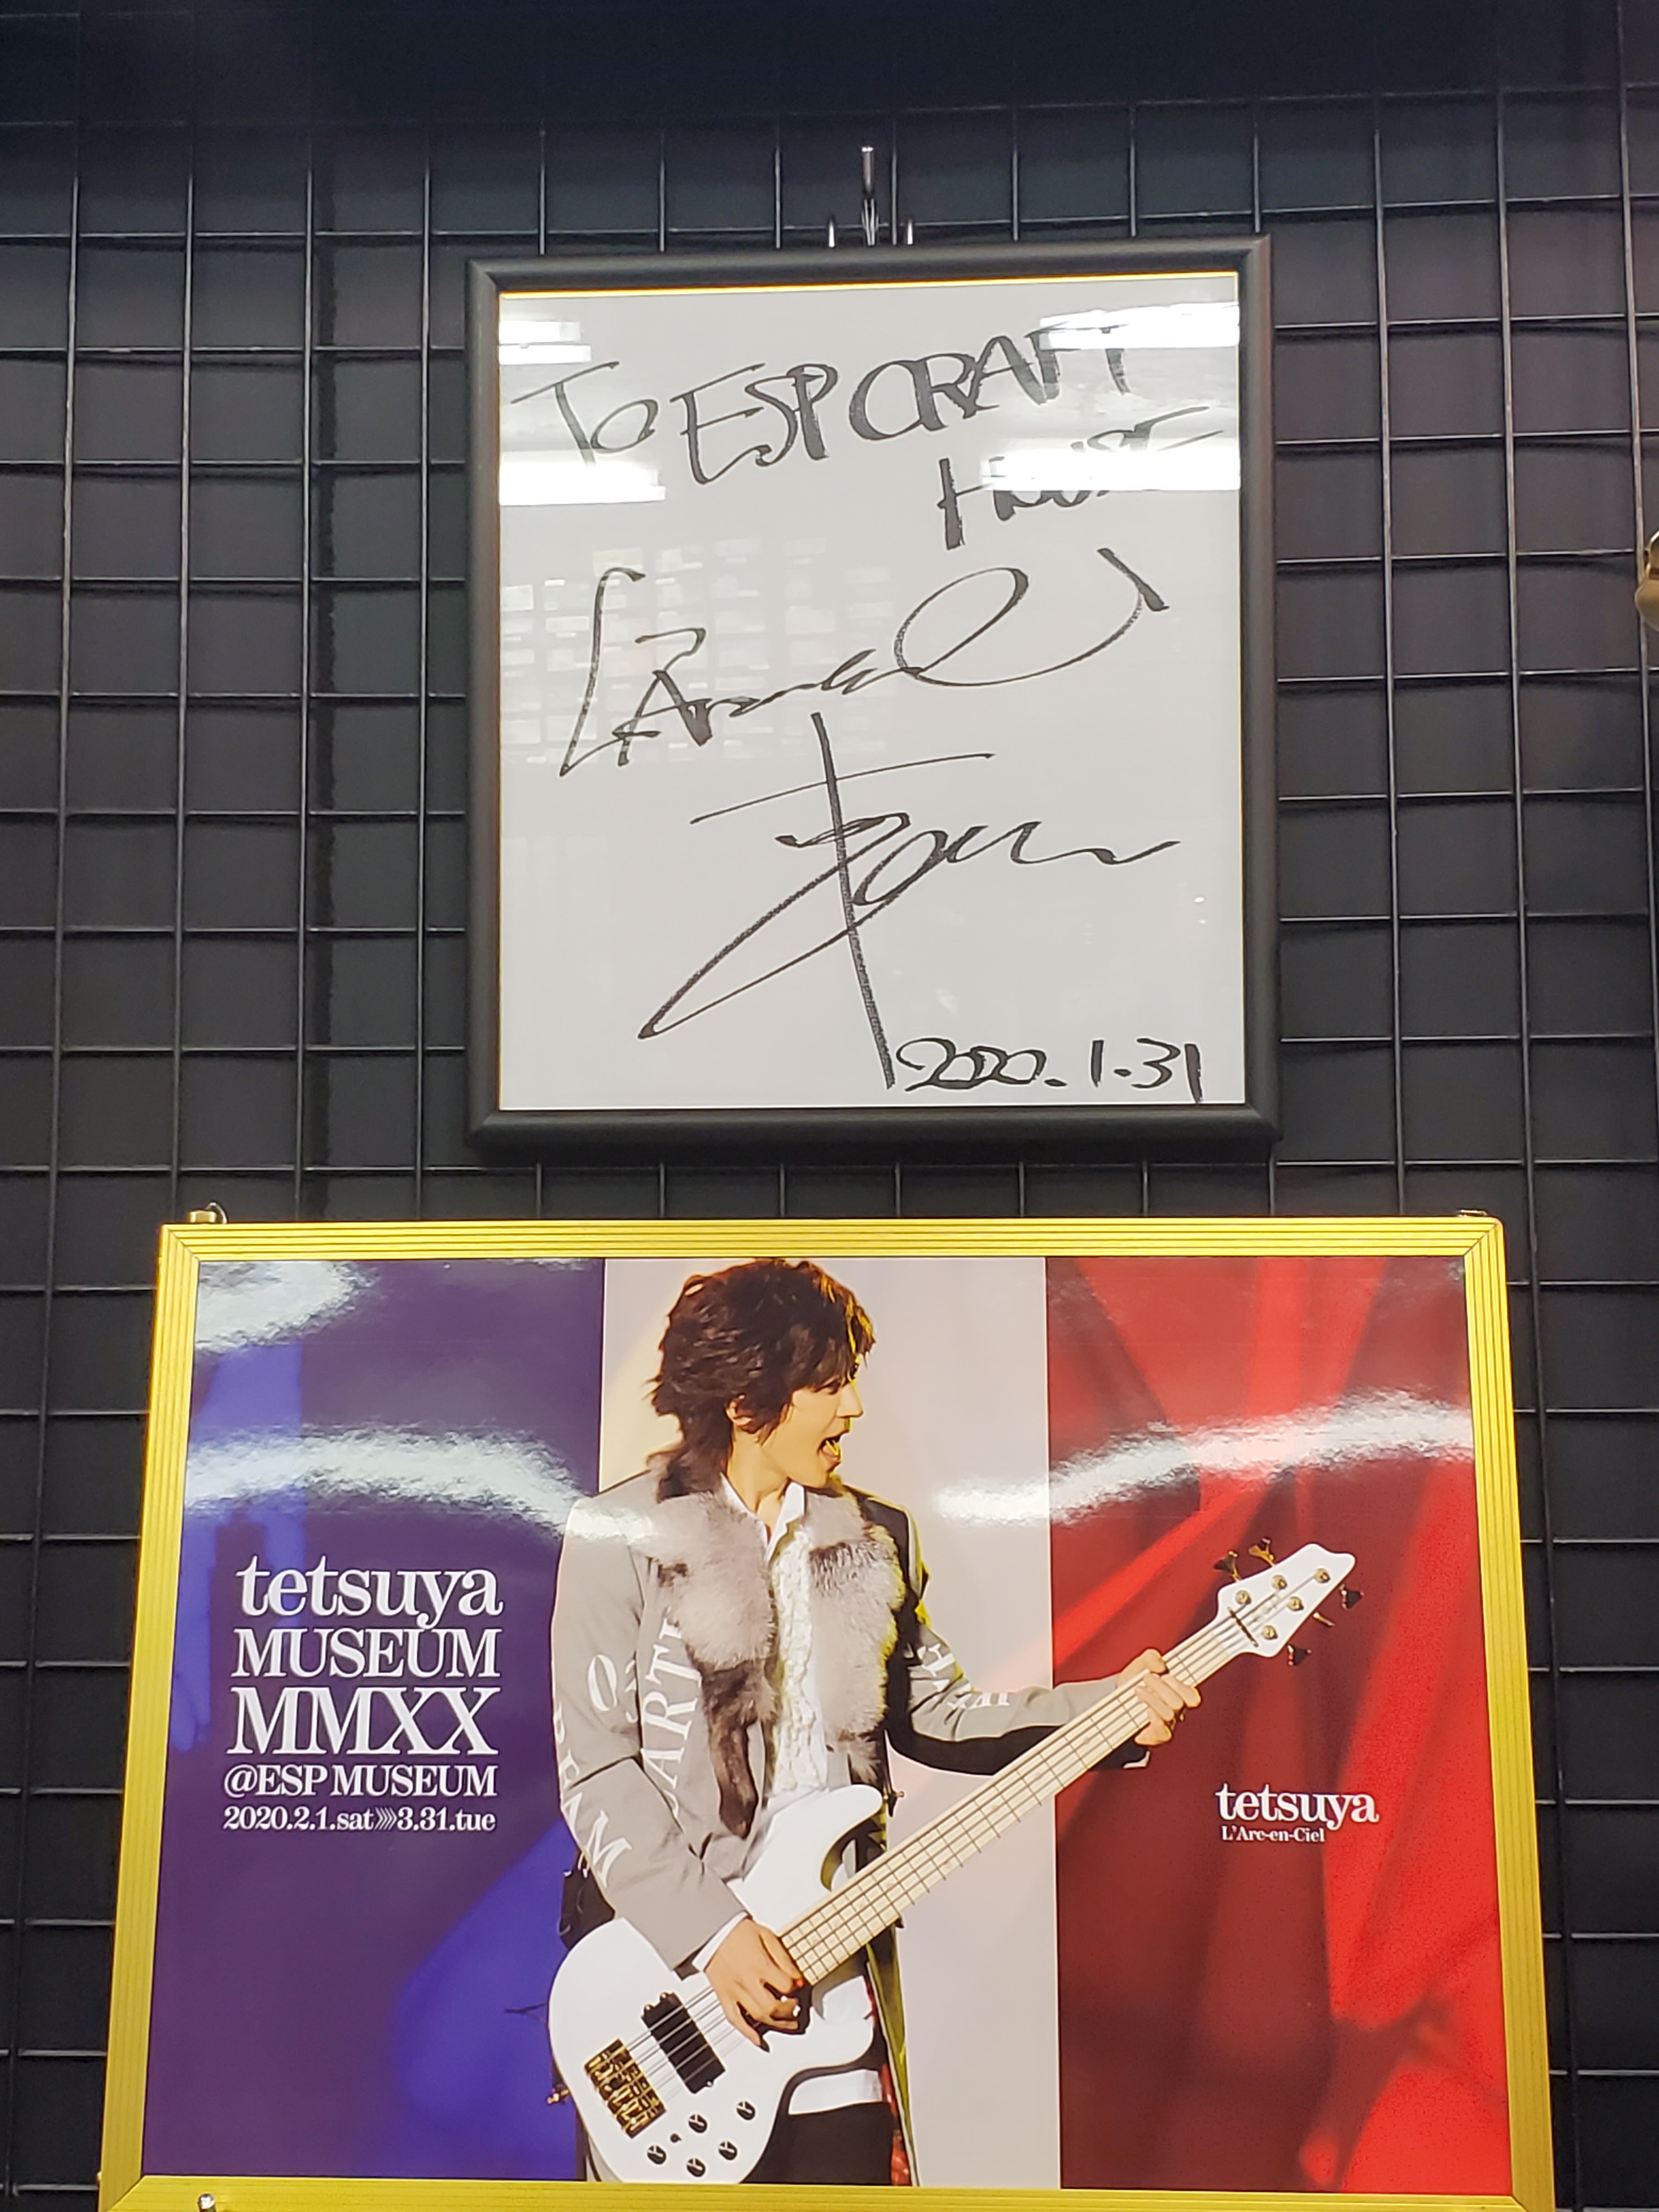 To ESP CRAFT
HOUSE
2020.1.31
tetsuya
MUSEUM
MMXX
@ESP MUSEUM
2020.2.1.sat⟫⟫3.31.tue
ART
tetsuya
L'Arc-en-Ciel